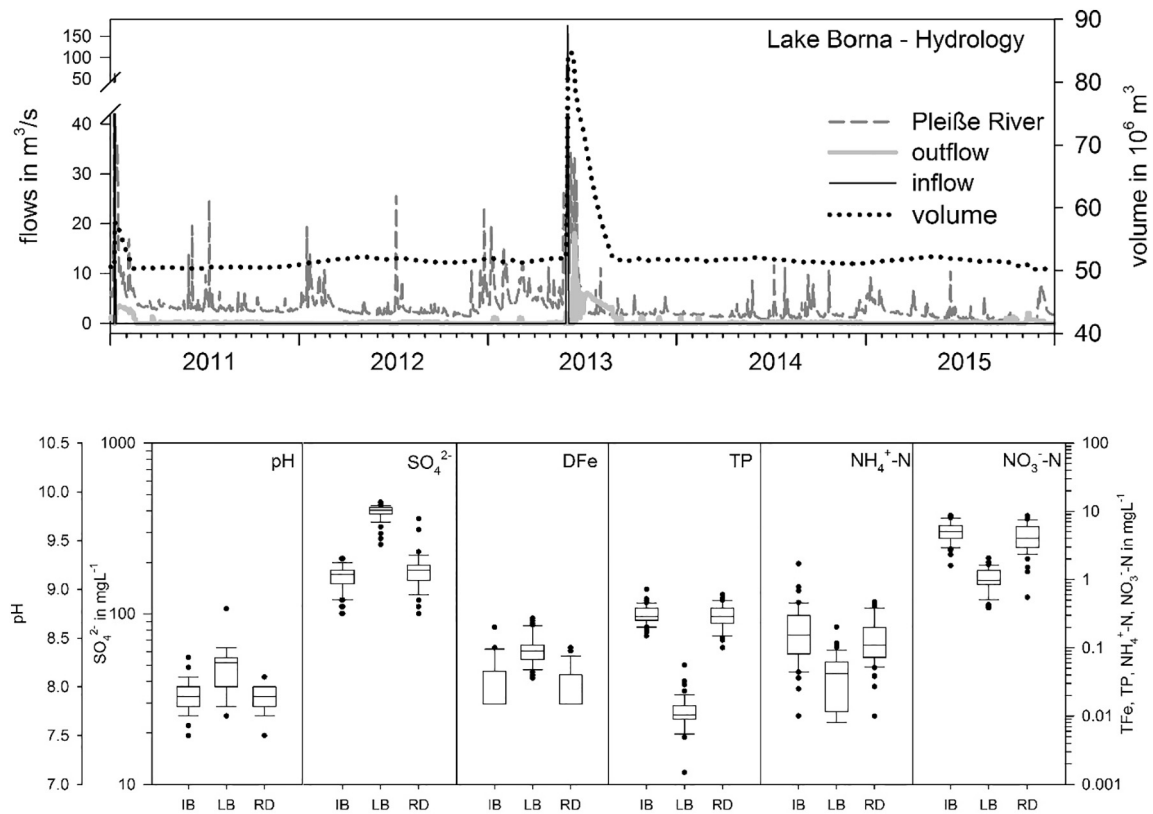 Lake Borna - Hydrology
flows in m³/s
150
100
50
40
30
20
10
0
volume in 10⁶ m³
90
80
70
60
50
40
Pleiße River
outflow
inflow
volume
2011 2012 2013 2014 2015
pH
10.5
10.0
9.5
9.0
8.5
8.0
7.5
7.0
SO₄²⁻ in mgL⁻¹
1000
100
10
pH SO₄²⁻ DFe TP NH₄⁺-N NO₃⁻-N
TFe, TP, NH₄⁺-N, NO₃⁻-N in mgL⁻¹
100
10
1
0.1
0.01
0.001
IB LB RD IB LB RD IB LB RD IB LB RD IB LB RD IB LB RD